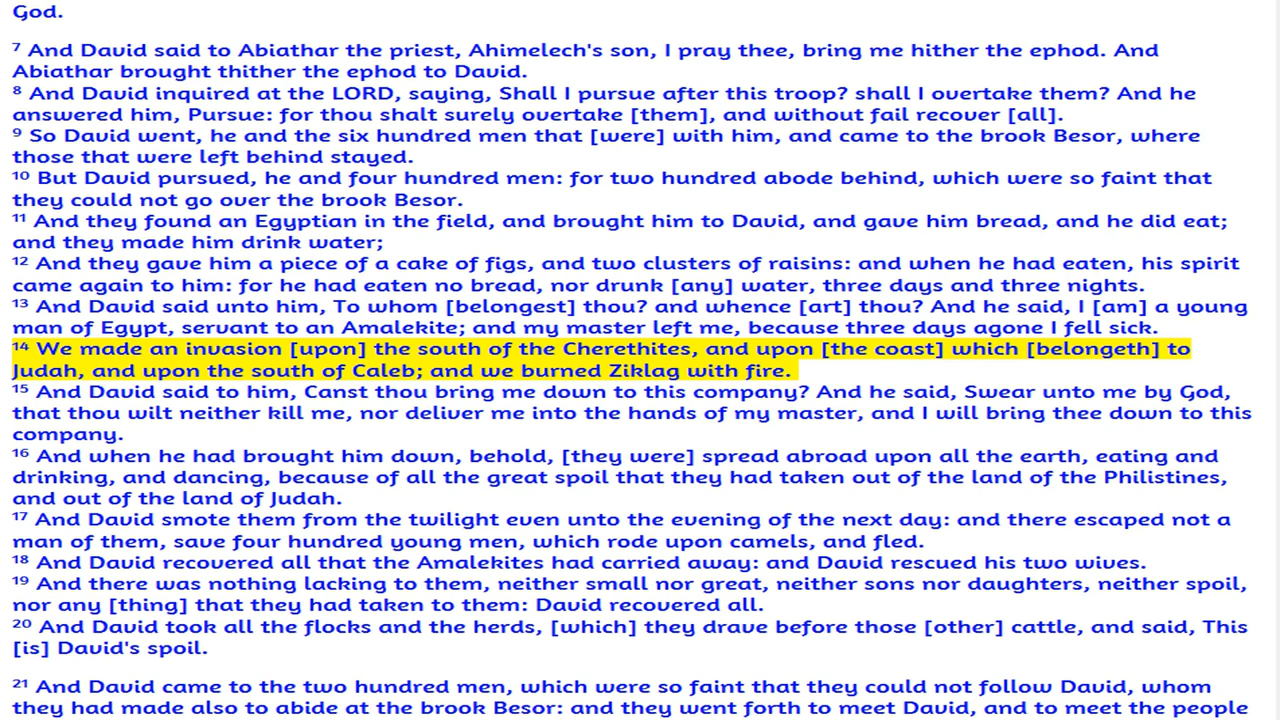 God.
7 And David said to Abiathar the priest, Ahimelech's son, I pray thee, bring me hither the ephod. And
Abiathar brought thither the ephod to David.
8 And David inquired at the LORD, saying, Shall I pursue after this troop? shall I overtake them? And he
answered him, Pursue: for thou shalt surely overtake [them], and without fail recover [all].
9 So David went, he and the six hundred men that [were] with him, and came to the brook Besor, where
those that were left behind stayed.
10 But David pursued, he and four hundred men: for two hundred abode behind, which were so faint that
they could not go over the brook Besor.
11 And they found an Egyptian in the field, and brought him to David, and gave him bread, and he did eat;
and they made him drink water;
12 And they gave him a piece of a cake of figs, and two clusters of raisins: and when he had eaten, his spirit
came again to him: for he had eaten no bread, nor drunk [any] water, three days and three nights.
13 And David said unto him, To whom [belongest] thou? and whence [art] thou? And he said, I [am] a young
man of Egypt, servant to an Amalekite; and my master left me, because three days agone I fell sick.
14 We made an invasion [upon] the south of the Cherethites, and upon [the coast] which [belongeth] to
Judah, and upon the south of Caleb; and we burned Ziklag with fire.
15 And David said to him, Canst thou bring me down to this company? And he said, Swear unto me by God,
that thou wilt neither kill me, nor deliver me into the hands of my master, and I will bring thee down to this
company.
16 And when he had brought him down, behold, [they were] spread abroad upon all the earth, eating and
drinking, and dancing, because of all the great spoil that they had taken out of the land of the Philistines,
and out of the land of Judah.
17 And David smote them from the twilight even unto the evening of the next day: and there escaped not a
man of them, save four hundred young men, which rode upon camels, and fled.
18 And David recovered all that the Amalekites had carried away: and David rescued his two wives.
19 And there was nothing lacking to them, neither small nor great, neither sons nor daughters, neither spoil,
nor any [thing] that they had taken to them: David recovered all.
20 And David took all the flocks and the herds, [which] they drave before those [other] cattle, and said, This
[is] David's spoil.
21 And David came to the two hundred men, which were so faint that they could not follow David, whom
they had made also to abide at the brook Besor: and they went forth to meet David, and to meet the people